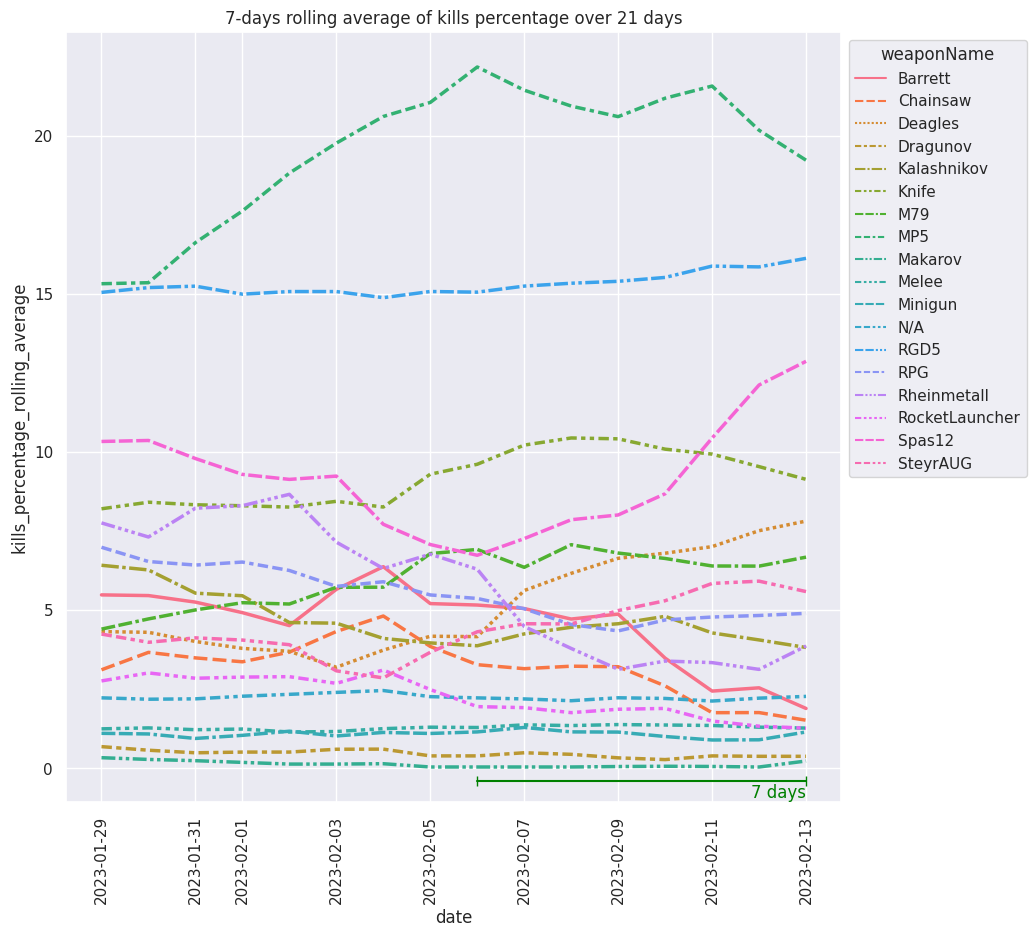 7-days rolling average of kills percentage over 21 days
kills_percentage_rolling_average
20
15
10
5
0
7 days
2023-01-29
2023-01-31
2023-02-01
2023-02-03
2023-02-05
2023-02-07
2023-02-09
2023-02-11
2023-02-13
date
weaponName
Barrett
Chainsaw
Deagles
Dragunov
Kalashnikov
Knife
M79
MP5
Makarov
Melee
Minigun
N/A
RGD5
RPG
Rheinmetall
RocketLauncher
Spas12
SteyrAUG